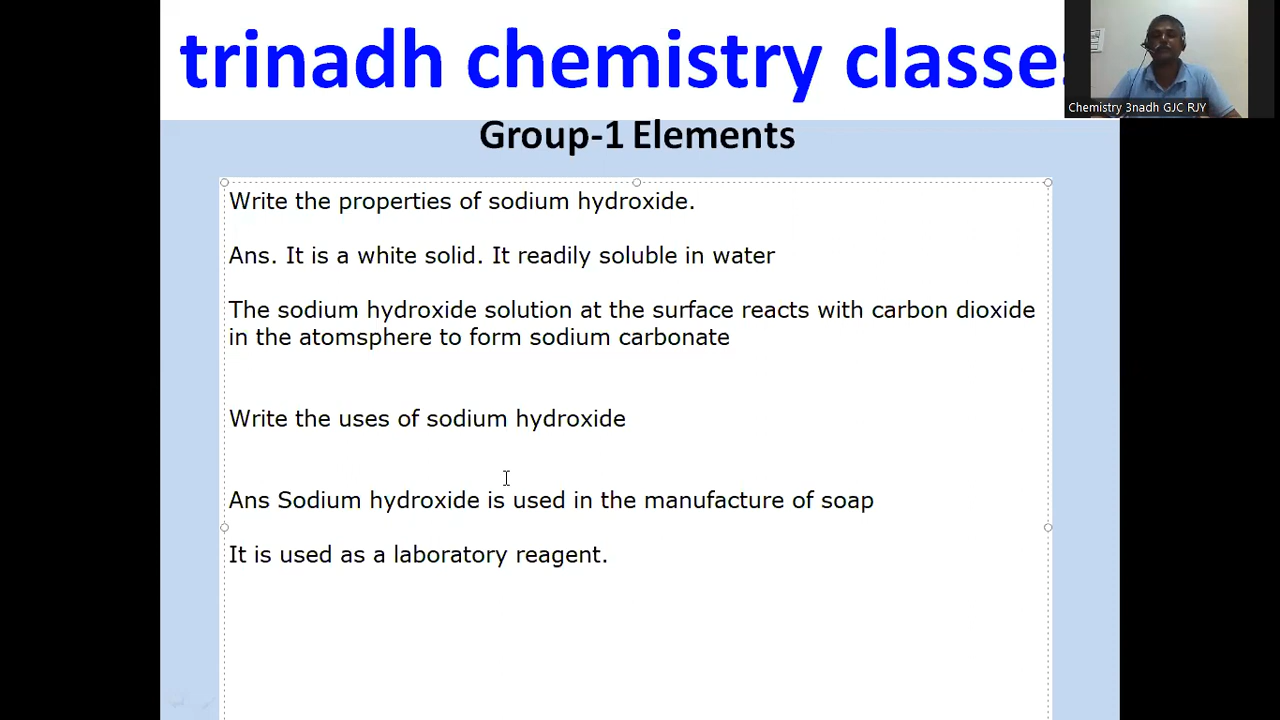 trinadh chemistry classes
Chemistry 3nadh GJC RJY
Group-1 Elements
Write the properties of sodium hydroxide.
Ans. It is a white solid. It readily soluble in water
The sodium hydroxide solution at the surface reacts with carbon dioxide
in the atomsphere to form sodium carbonate
Write the uses of sodium hydroxide
Ans Sodium hydroxide is used in the manufacture of soap
It is used as a laboratory reagent.